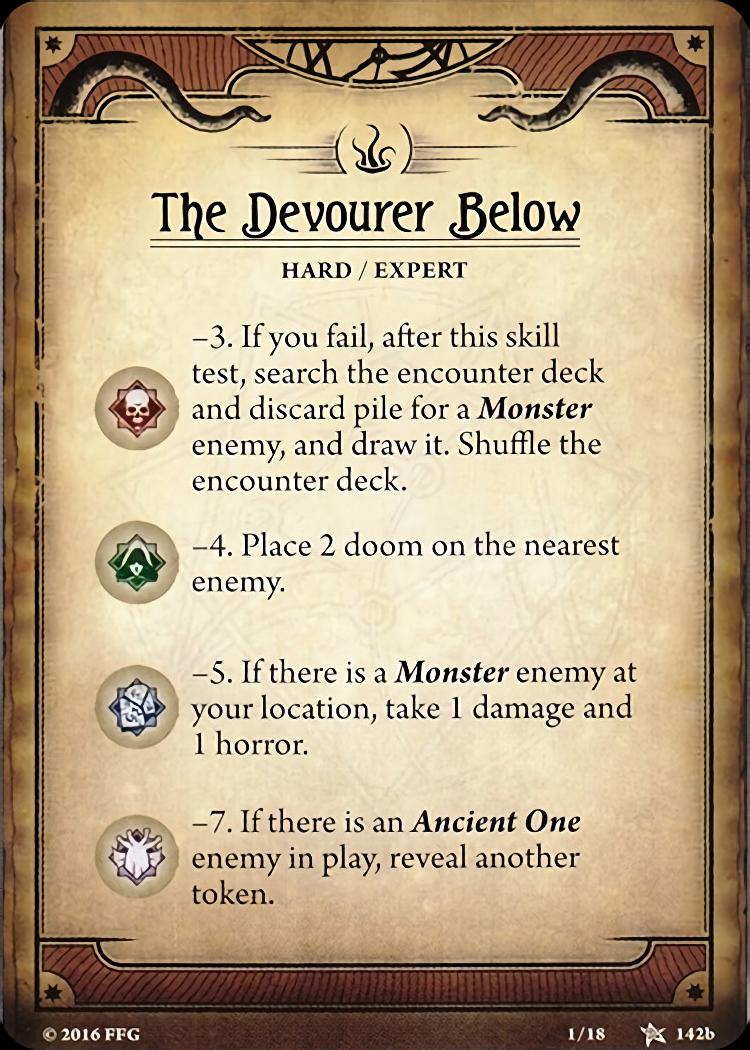 The Devourer Below
HARD / EXPERT
–3. If you fail, after this skill
test, search the encounter deck
and discard pile for a Monster
enemy, and draw it. Shuffle the
encounter deck.
–4. Place 2 doom on the nearest
enemy.
–5. If there is a Monster enemy at
your location, take 1 damage and
1 horror.
–7. If there is an Ancient One
enemy in play, reveal another
token.
© 2016 FFG 1/18 142b